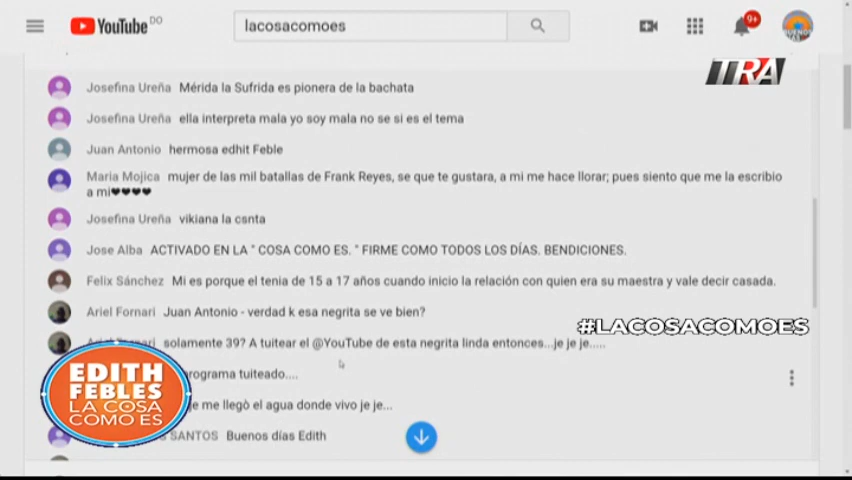 YouTube DO
lacosacomoes
9+
TRA
Josefina Ureña Mérida la Sufrida es pionera de la bachata
Josefina Ureña ella interpreta mala yo soy mala no se si es el tema
Juan Antonio hermosa edhit Feble
Maria Mojica mujer de las mil batallas de Frank Reyes, se que te gustara, a mi me hace llorar; pues siento que me la escribio
a mi❤❤❤❤
Josefina Ureña vikiana la csnta
Jose Alba ACTIVADO EN LA " COSA COMO ES. " FIRME COMO TODOS LOS DÍAS. BENDICIONES.
Felix Sánchez Mi es porque el tenia de 15 a 17 años cuando inicio la relación con quien era su maestra y vale decir casada.
Ariel Fornari Juan Antonio - verdad k esa negrita se ve bien?
#LACOSACOMOES
solamente 39? A tuitear el @YouTube de esta negrita linda entonces...je je je.....
programa tuiteado....
je me llegò el agua donde vivo je je...
SANTOS Buenos días Edith
EDITH
FEBLES
LA COSA
COMO ES